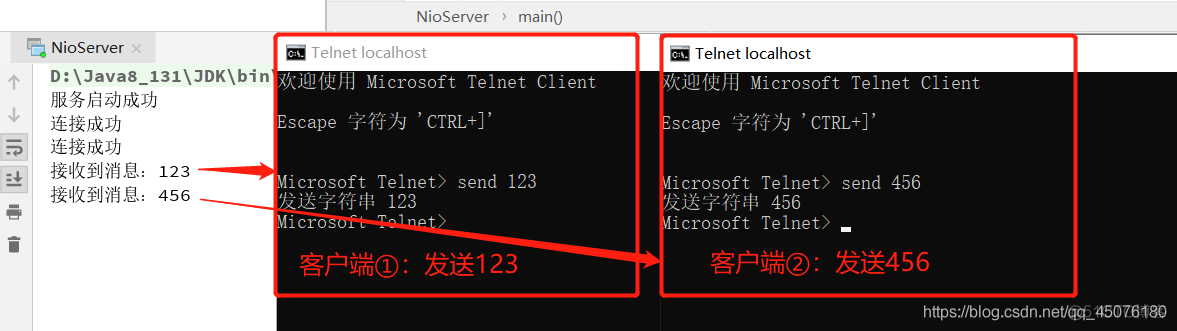 NioServer › main()
NioServer ×
D:\Java8_131\JDK\bin\
服务启动成功
连接成功
连接成功
接收到消息：123
接收到消息：456
Telnet localhost
欢迎使用 Microsoft Telnet Client
Escape 字符为 'CTRL+]'
Microsoft Telnet> send 123
发送字符串 123
Microsoft Telnet>
客户端①：发送123
Telnet localhost
欢迎使用 Microsoft Telnet Client
Escape 字符为 'CTRL+]'
Microsoft Telnet> send 456
发送字符串 456
Microsoft Telnet>
客户端②：发送456
https://blog.csdn.net/qq_45076180